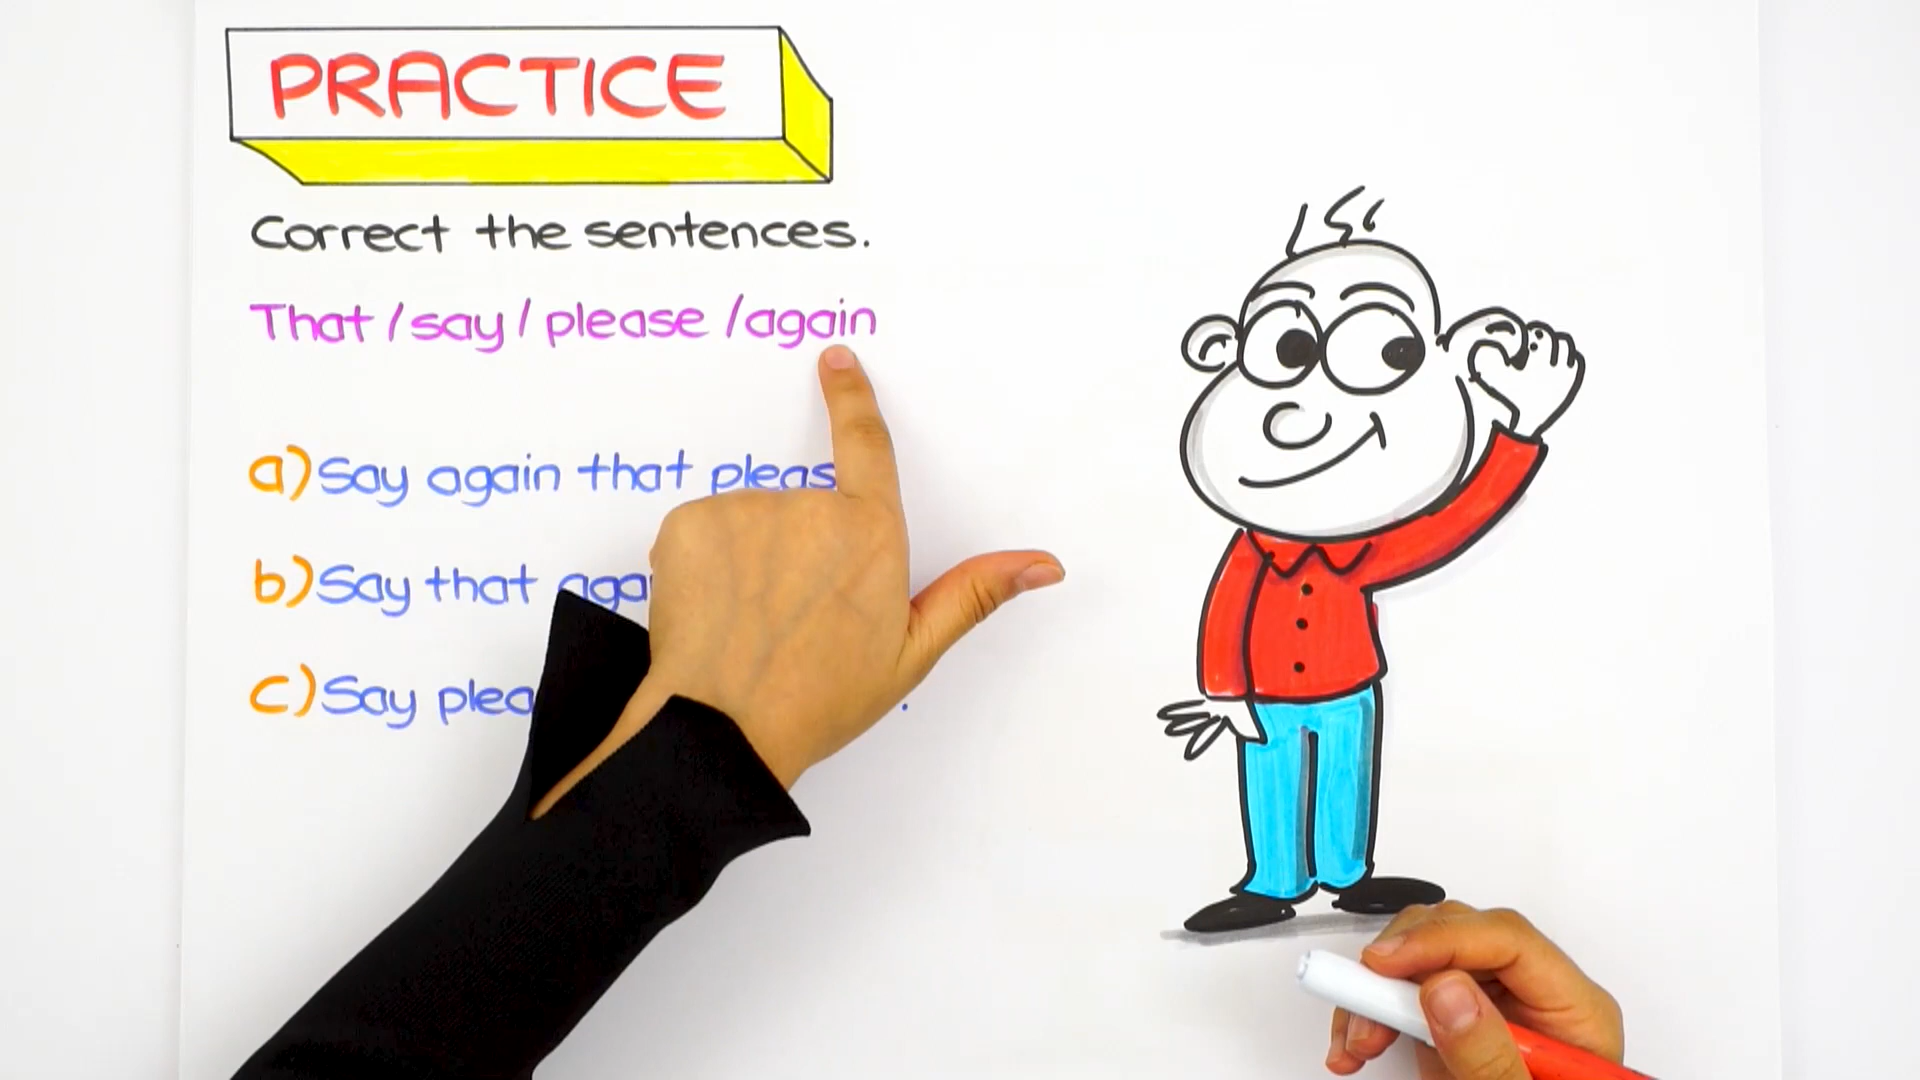 PRACTICE
Correct the sentences.
That / say / please / again
a) Say again that pleas
b) Say that aga
c) Say plea .